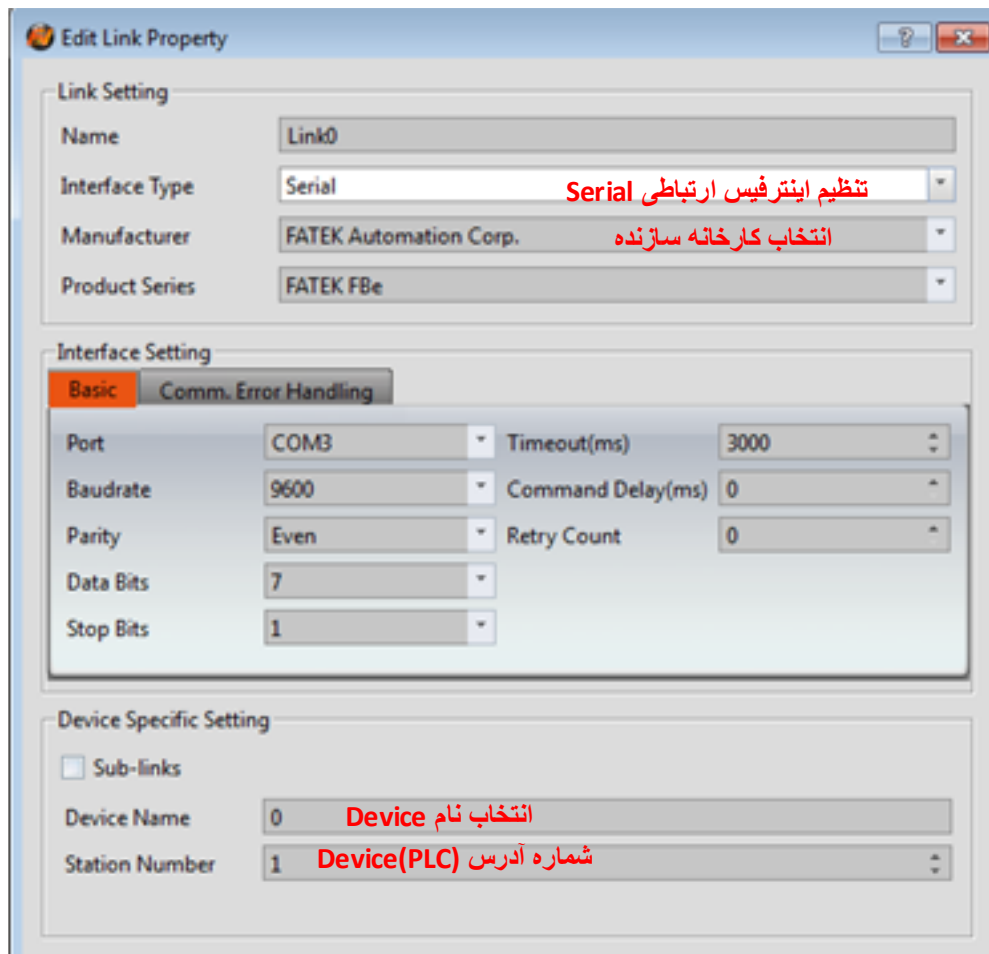 Edit Link Property
Link Setting
Name Link0
Interface Type Serial تنظیم اینترفیس ارتباطی Serial
Manufacturer FATEK Automation Corp. انتخاب کارخانه سازنده
Product Series FATEK FBe
Interface Setting
Basic Comm. Error Handling
Port COM3 Timeout(ms) 3000
Baudrate 9600 Command Delay(ms) 0
Parity Even Retry Count 0
Data Bits 7
Stop Bits 1
Device Specific Setting
Sub-links
Device Name 0 انتخاب نام Device
Station Number 1 شماره آدرس Device(PLC)